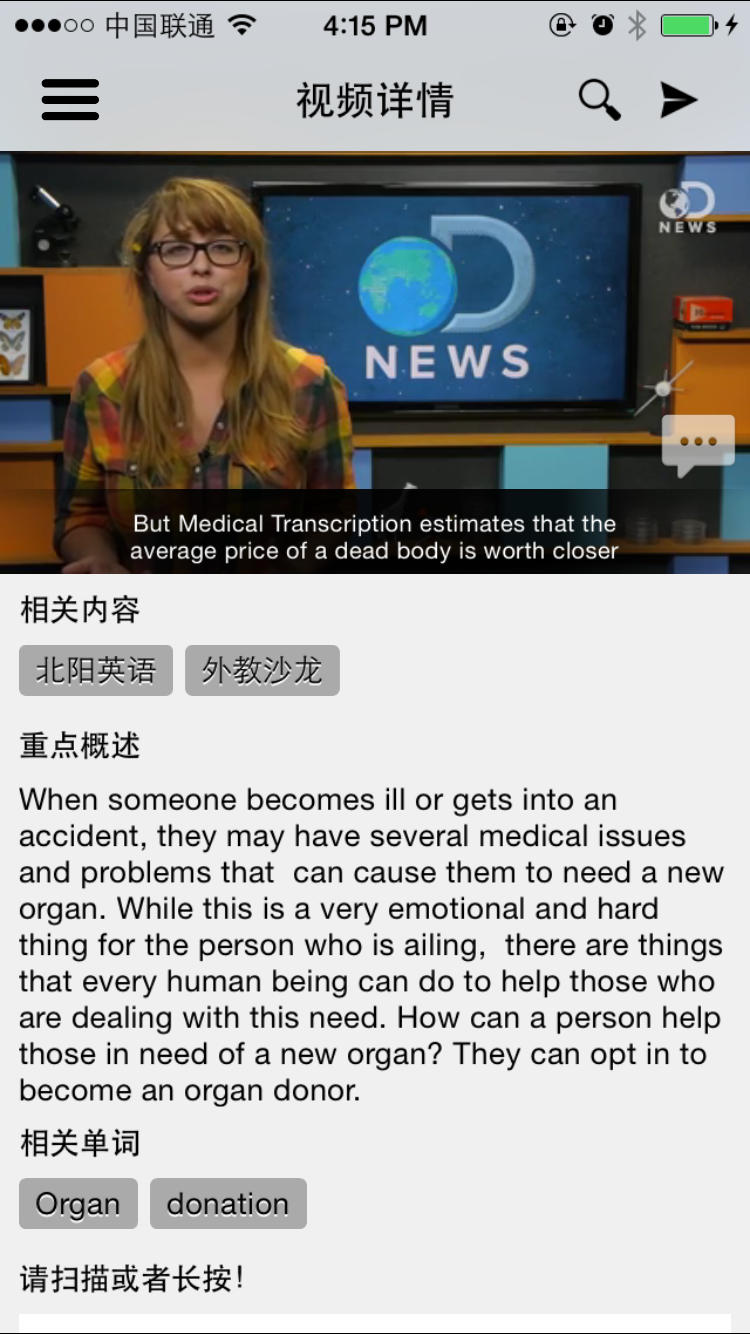 中国联通 4:15 PM
视频详情
NEWS
NEWS
But Medical Transcription estimates that the
average price of a dead body is worth closer
相关内容
北阳英语 外教沙龙
重点概述
When someone becomes ill or gets into an
accident, they may have several medical issues
and problems that  can cause them to need a new
organ. While this is a very emotional and hard
thing for the person who is ailing,  there are things
that every human being can do to help those who
are dealing with this need. How can a person help
those in need of a new organ? They can opt in to
become an organ donor.
相关单词
Organ donation
请扫描或者长按!